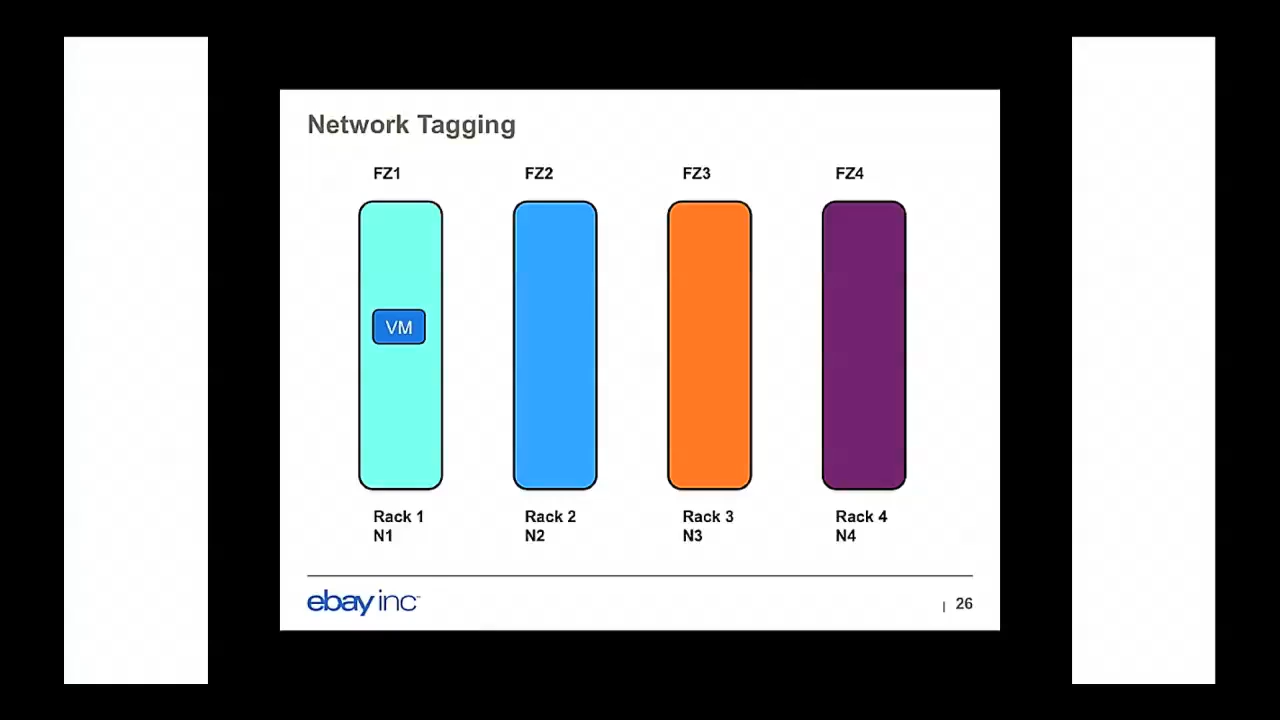 Network Tagging
FZ1 FZ2 FZ3 FZ4
VM
Rack 1 Rack 2 Rack 3 Rack 4
N1 N2 N3 N4
ebay inc™
| 26